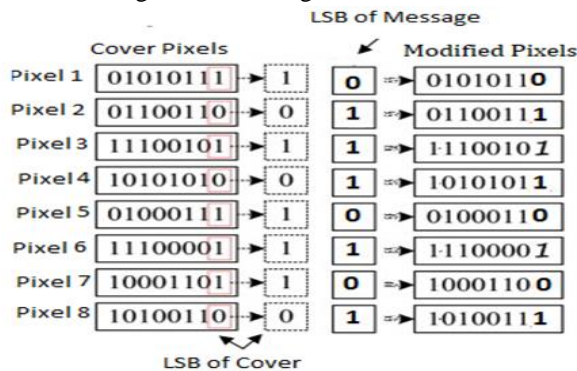 LSB of Message
Cover Pixels Modified Pixels
Pixel 1 01010111 1 0 01010110
Pixel 2 01100110 0 1 01100111
Pixel 3 11100101 1 1 11100101
Pixel 4 10101010 0 1 10101011
Pixel 5 01000111 1 0 01000110
Pixel 6 11100001 1 1 11100001
Pixel 7 10001101 1 0 10001100
Pixel 8 10100110 0 1 10100111
LSB of Cover